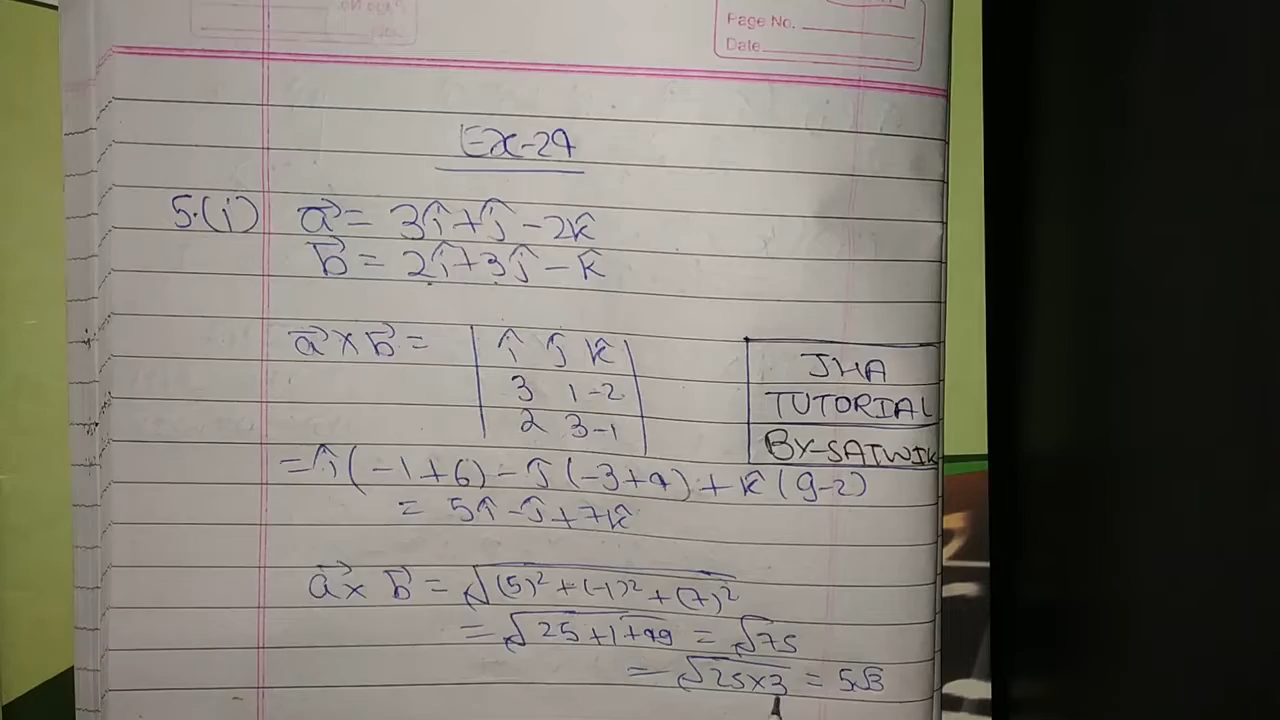 Page No.
Date
Ex-24
5.(i) a⃗ = 3î+ĵ-2k̂
b⃗ = 2î+3ĵ-k̂
a⃗ × b⃗ = | î ĵ k̂ |
3 1 -2
2 3 -1
= î(-1+6) - ĵ(-3+4) + k̂(9-2)
= 5î-ĵ+7k̂
a⃗ × b⃗ = √(5)²+(-1)²+(7)²
= √25+1+49 = √75
= √25×3 = 5√3
JHA
TUTORIAL
BY-SATWIK